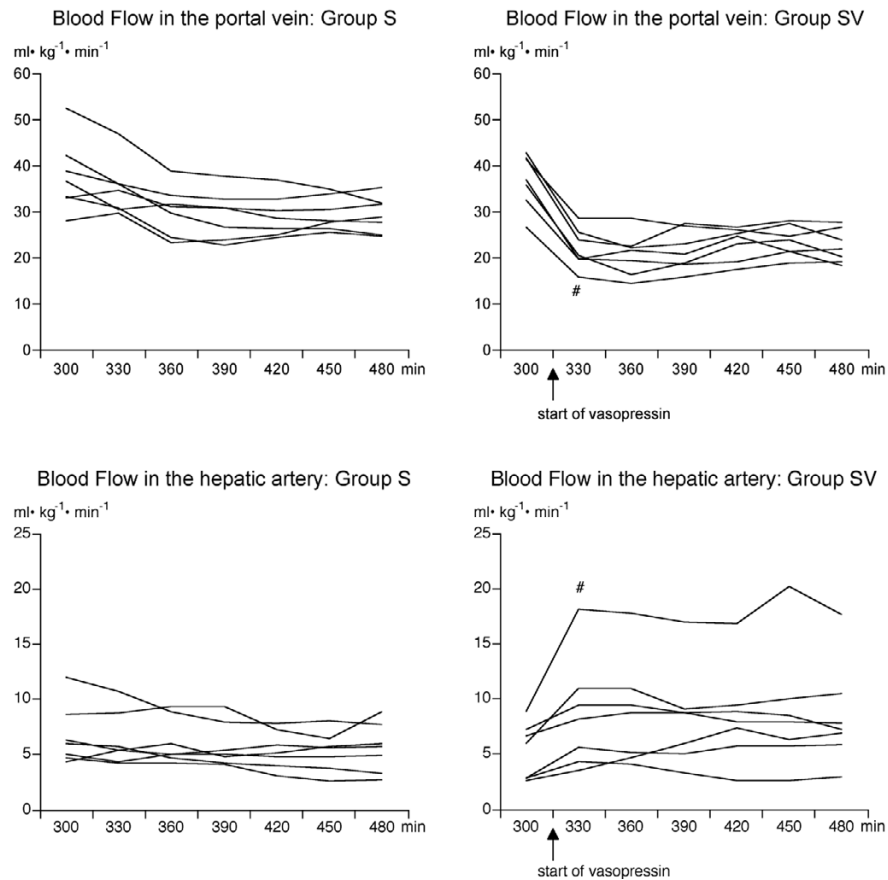 Blood Flow in the portal vein: Group S
ml• kg⁻¹• min⁻¹
60
50
40
30
20
10
0
300 330 360 390 420 450 480 min
Blood Flow in the portal vein: Group SV
ml• kg⁻¹• min⁻¹
60
50
40
30
20
10
0
#
300 330 360 390 420 450 480 min
start of vasopressin
Blood Flow in the hepatic artery: Group S
ml• kg⁻¹• min⁻¹
25
20
15
10
5
0
300 330 360 390 420 450 480 min
Blood Flow in the hepatic artery: Group SV
ml• kg⁻¹• min⁻¹
25
20
15
10
5
0
#
300 330 360 390 420 450 480 min
start of vasopressin